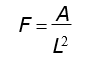 F = A / L²